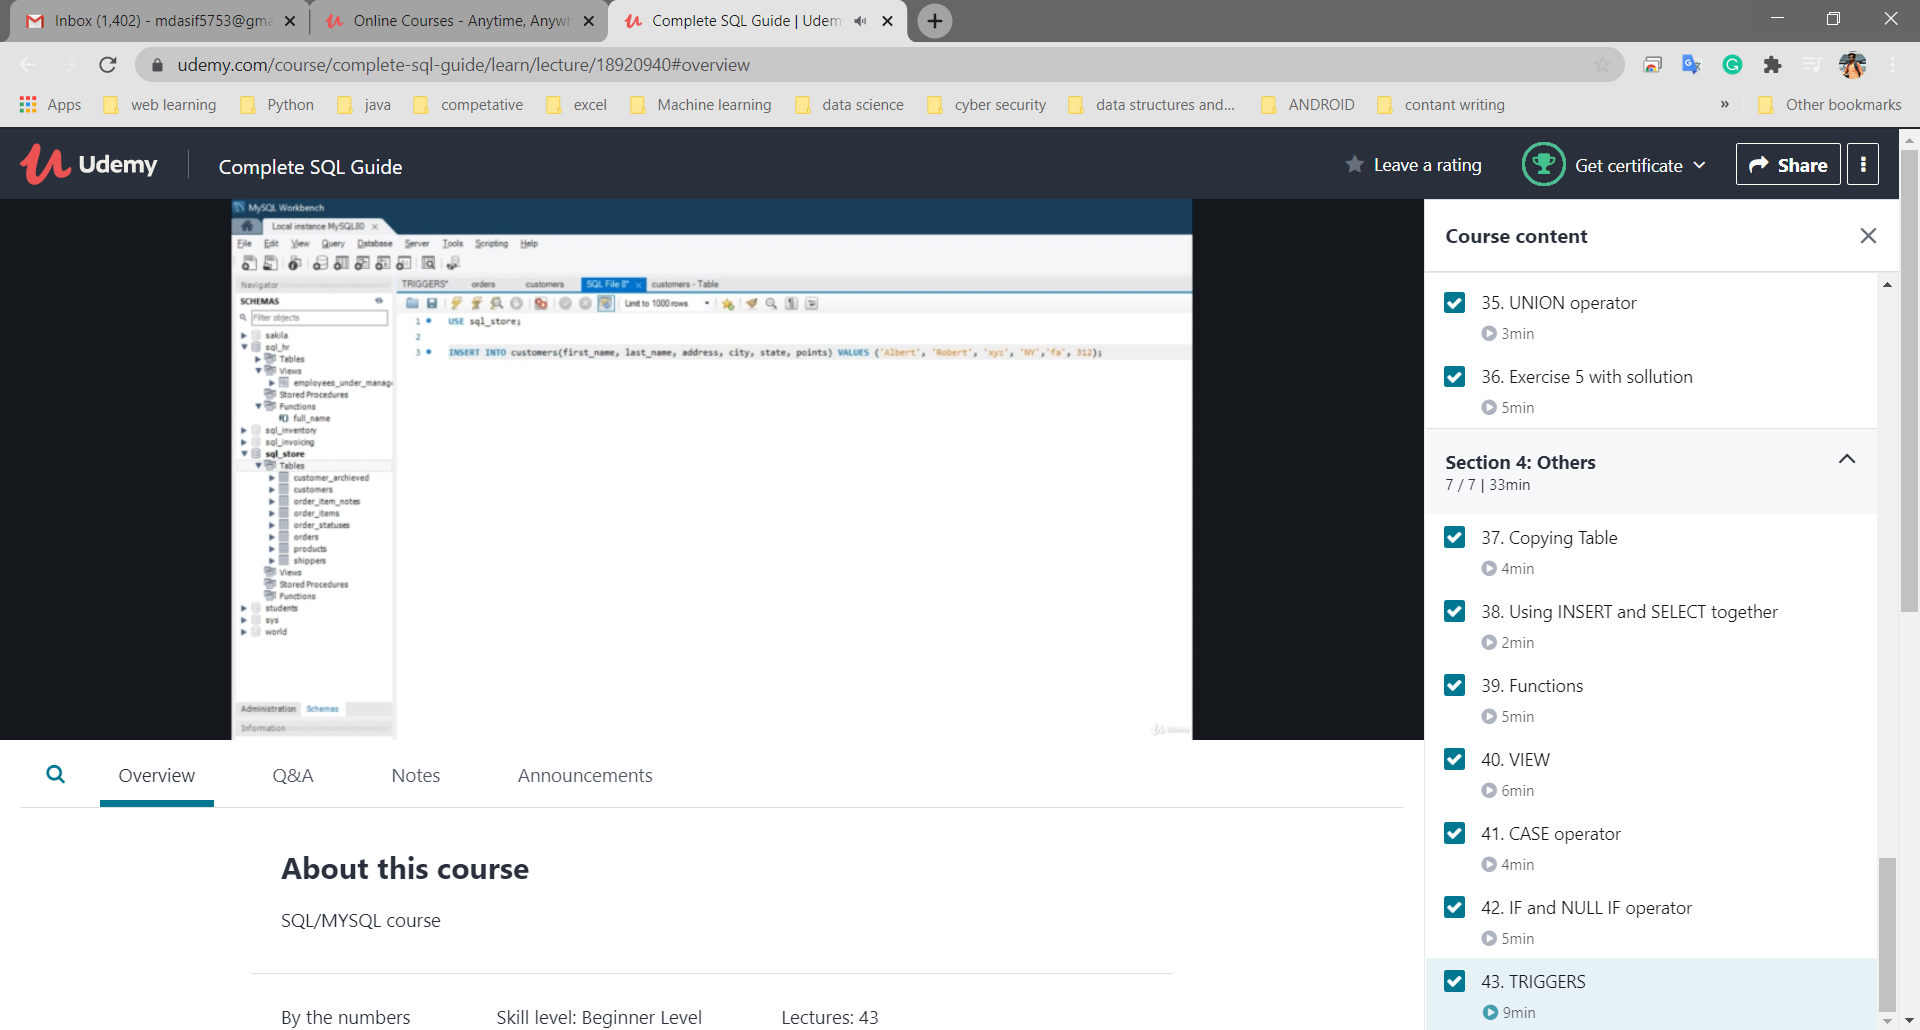 Inbox (1,402) - mdasif5753@gma
Online Courses - Anytime, Anywh
Complete SQL Guide | Udem
udemy.com/course/complete-sql-guide/learn/lecture/18920940#overview
Apps web learning Python java competative excel Machine learning data science cyber security data structures and... ANDROID contant writing » Other bookmarks
Udemy Complete SQL Guide Leave a rating Get certificate Share
MySQL Workbench
Local instance MySQL80
File Edit View Query Database Server Tools Scripting Help
Navigator
SCHEMAS
Filter objects
sakila
sql_hr
Tables
Views
employees_under_manag
Stored Procedures
Functions
f() full_name
sql_inventory
sql_invoicing
sql_store
Tables
customer_archieved
customers
order_item_notes
order_items
order_statuses
orders
products
shippers
Views
Stored Procedures
Functions
students
sys
world
Administration Schemas
Information
TRIGGERS* orders customers SQL File 8* customers - Table
Limit to 1000 rows
1 USE sql_store;
2
3 INSERT INTO customers(first_name, last_name, address, city, state, points) VALUES ('Albert', 'Robert', 'xyz', 'NY','fa', 312);
Udemy
Course content
35. UNION operator
3min
36. Exercise 5 with sollution
5min
Section 4: Others
7 / 7 | 33min
37. Copying Table
4min
38. Using INSERT and SELECT together
2min
39. Functions
5min
40. VIEW
6min
41. CASE operator
4min
42. IF and NULL IF operator
5min
43. TRIGGERS
9min
Overview Q&A Notes Announcements
About this course
SQL/MYSQL course
By the numbers Skill level: Beginner Level Lectures: 43